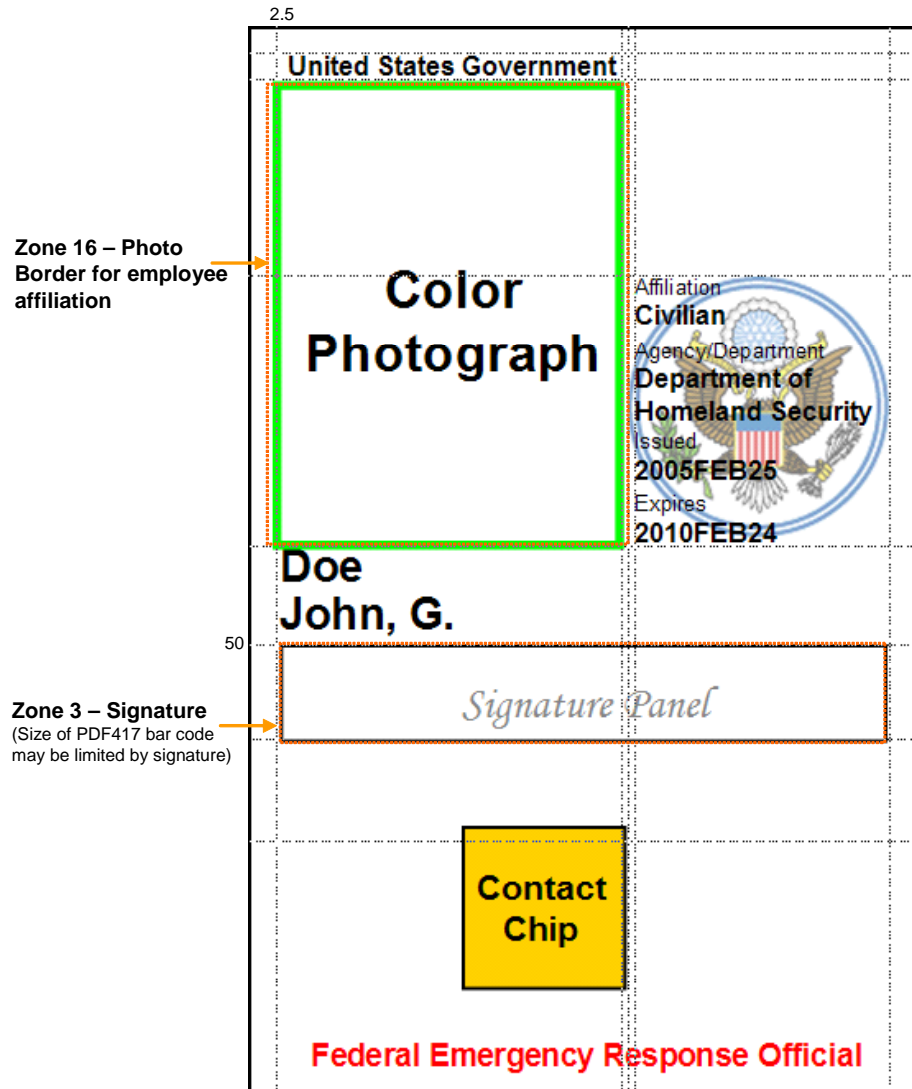 2.5
United States Government
Zone 16 – Photo
Border for employee
affiliation
Color
Photograph
Affiliation
Civilian
Agency/Department
Department of
Homeland Security
Issued
2005FEB25
Expires
2010FEB24
Doe
John, G.
50
Signature Panel
Zone 3 – Signature
(Size of PDF417 bar code
may be limited by signature)
Contact
Chip
Federal Emergency Response Official